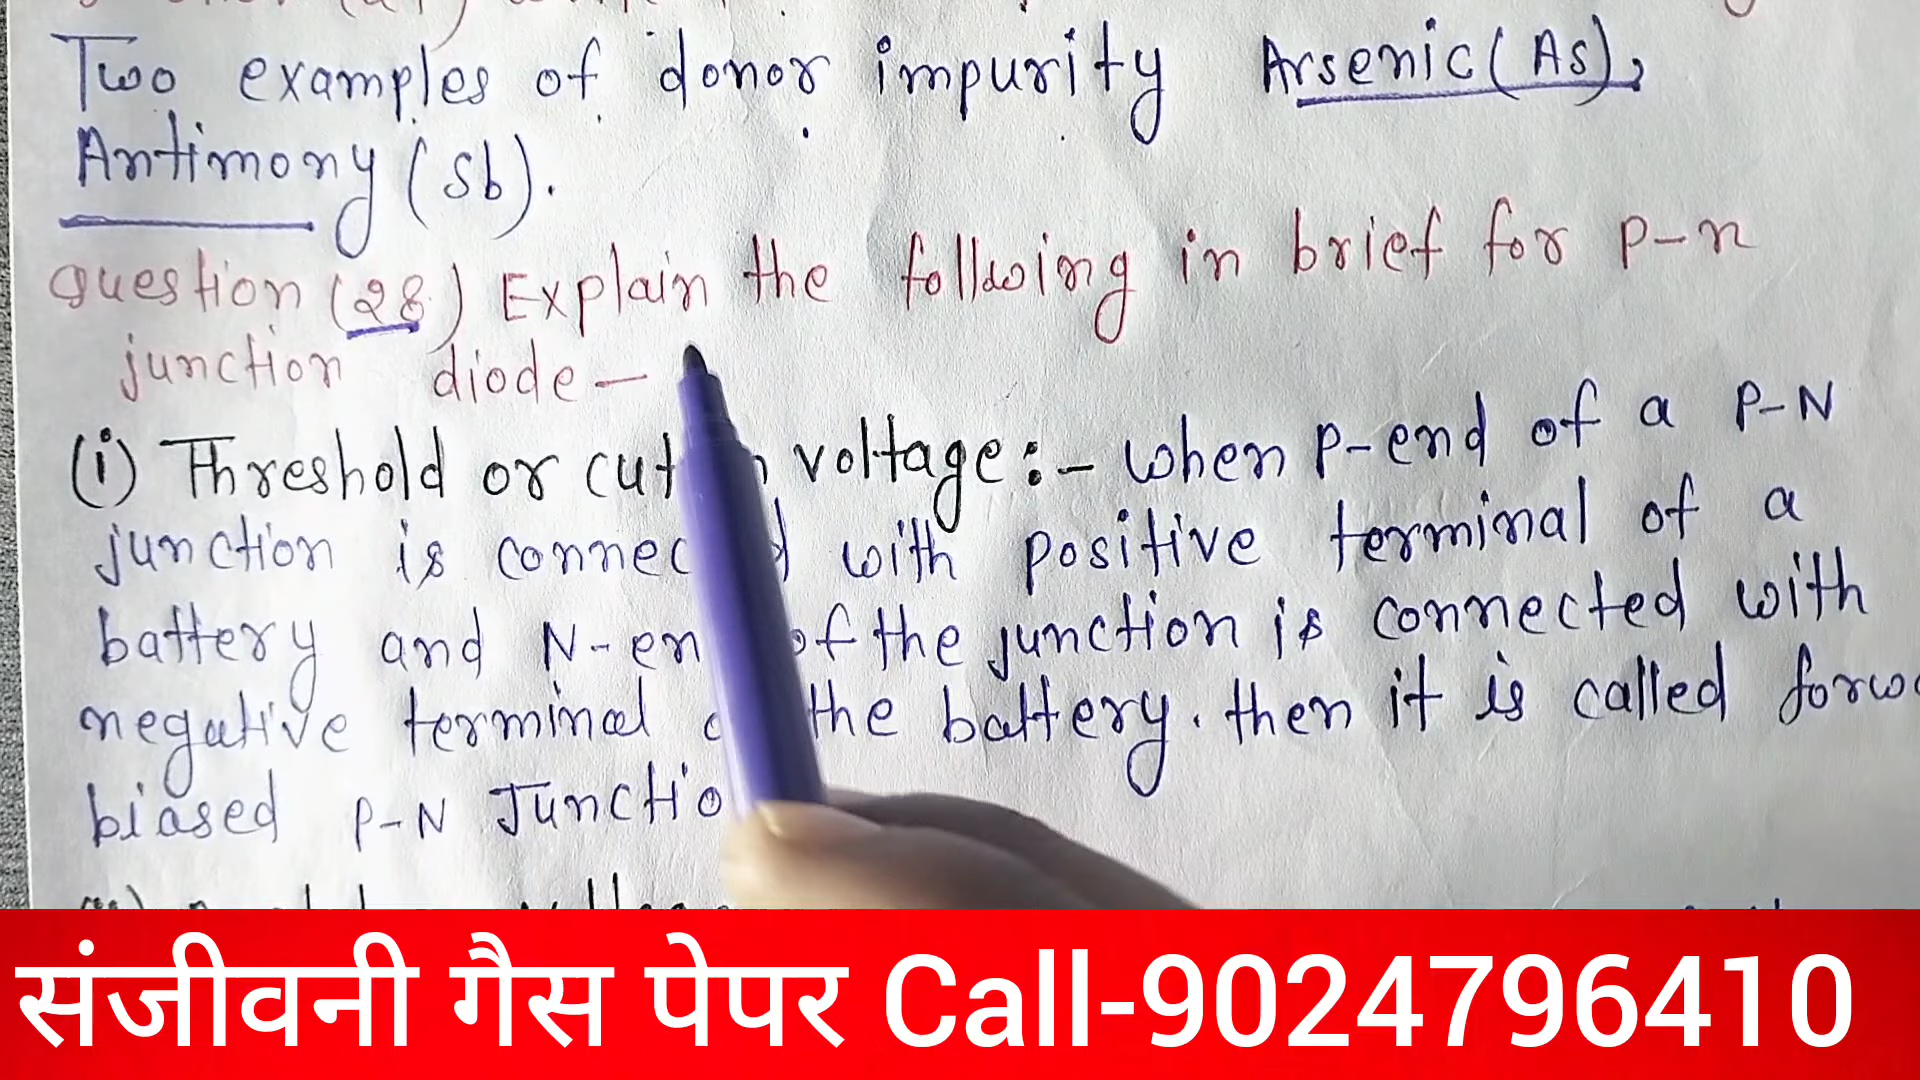 Two examples of donor impurity Arsenic(As),
Antimony (Sb).
question (28) Explain the following in brief for p-n
junction diode-
(i) Threshold or cut voltage:- when p-end of a P-N
junction is connec with positive terminal of a
battery and N-en of the junction is connected with
negative terminal the battery. then it is called forwa
biased P-N Junctio
संजीवनी गैस पेपर Call-9024796410